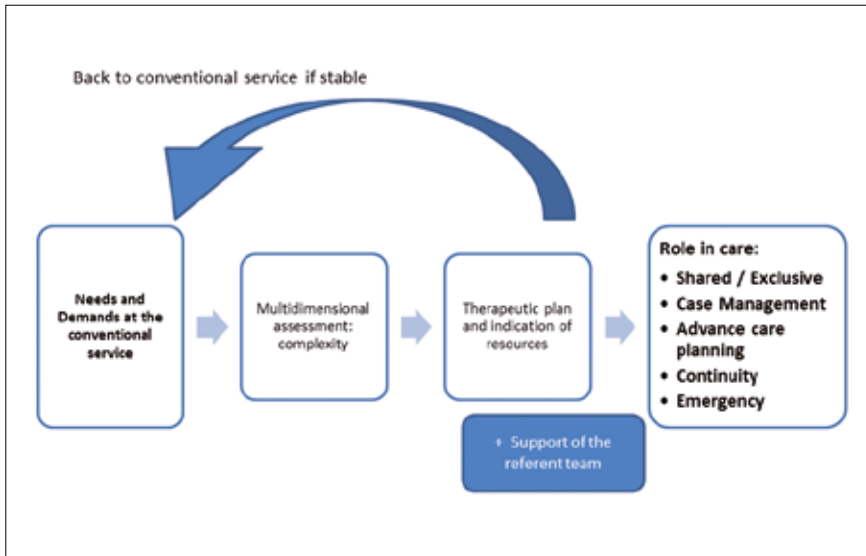 Back to conventional service if stable
Needs and
Demands at the
conventional
service
Multidimensional
assessment:
complexity
Therapeutic plan
and indication of
resources
+ Support of the
referent team
Role in care:
• Shared / Exclusive
• Case Management
• Advance care
planning
• Continuity
• Emergency